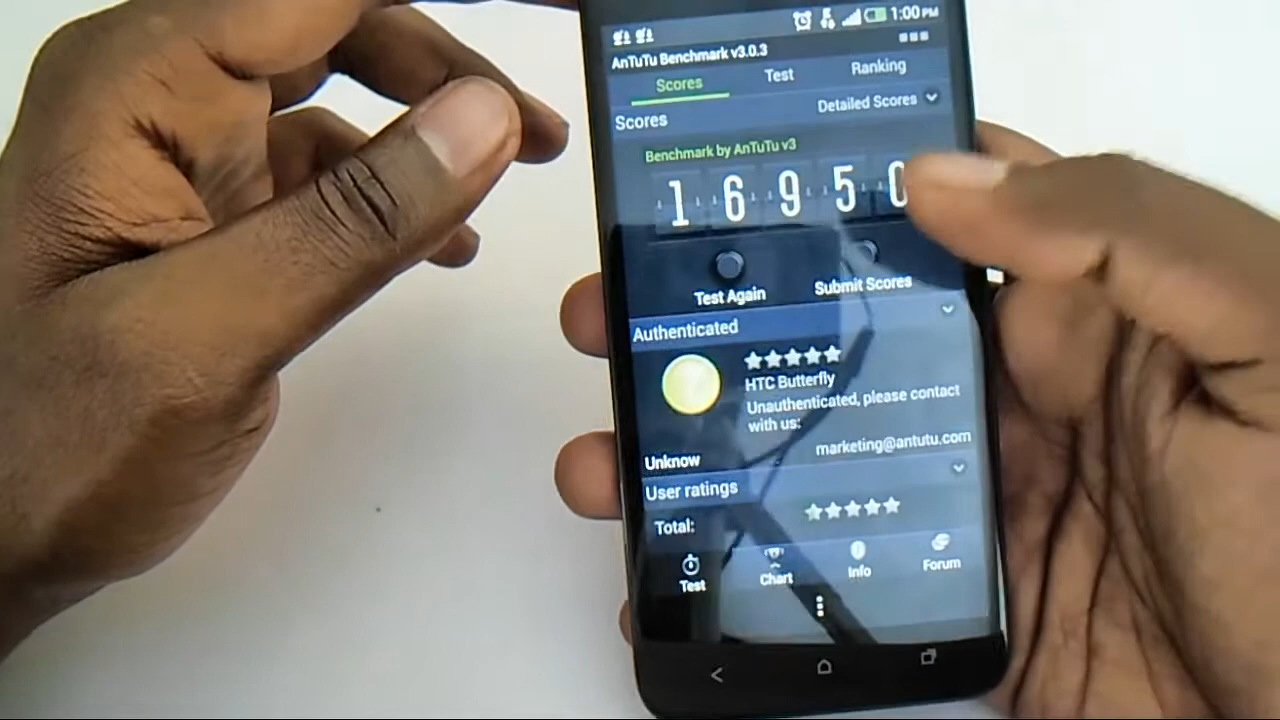 1:00 PM
AnTuTu Benchmark v3.0.3
Scores Test Ranking
Scores Detailed Scores
Benchmark by AnTuTu v3
1 6 9 5 0
Test Again Submit Scores
Authenticated
HTC Butterfly
Unauthenticated, please contact
with us:
marketing@antutu.com
Unknow
User ratings
Total:
Test Chart Info Forum